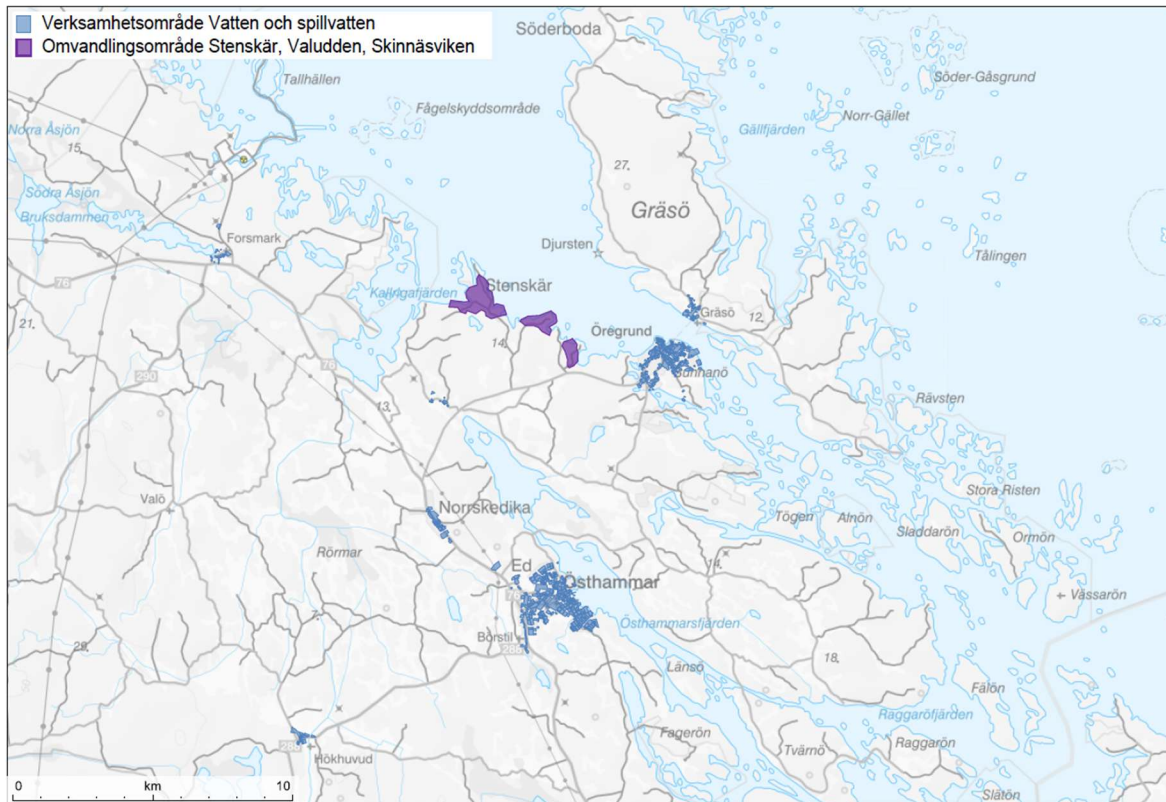 Verksamhetsområde Vatten och spillvatten
Omvandlingsområde Stenskär, Valudden, Skinnäsviken
Söderboda
Tallhällen
Söder-Gåsgrund
Fågelskyddsområde
Norr-Gället
Norra Åsjön
15
Gällfjärden
27
Södra Åsjön
Bruksdammen
Gräsö
Forsmark
Djursten
Tålingen
76
Kallrigafjärden
Stenskär
21
Gräsö
12
Öregrund
14
76
Sunnanö
290
13
Rävsten
Valö
Norrskedika
Stora Risten
Tögen
Alnön
Sladdarön
Ormön
Rörmar
Ed
Östhammar
14
Vässarön
76
7
Östhammarsfjärden
Börstil
288
29
Länsö
18
Fälön
Raggaröfjärden
Fagerön
Raggarön
288
Hökhuvud
Tvärnö
Slätön
0
km
10